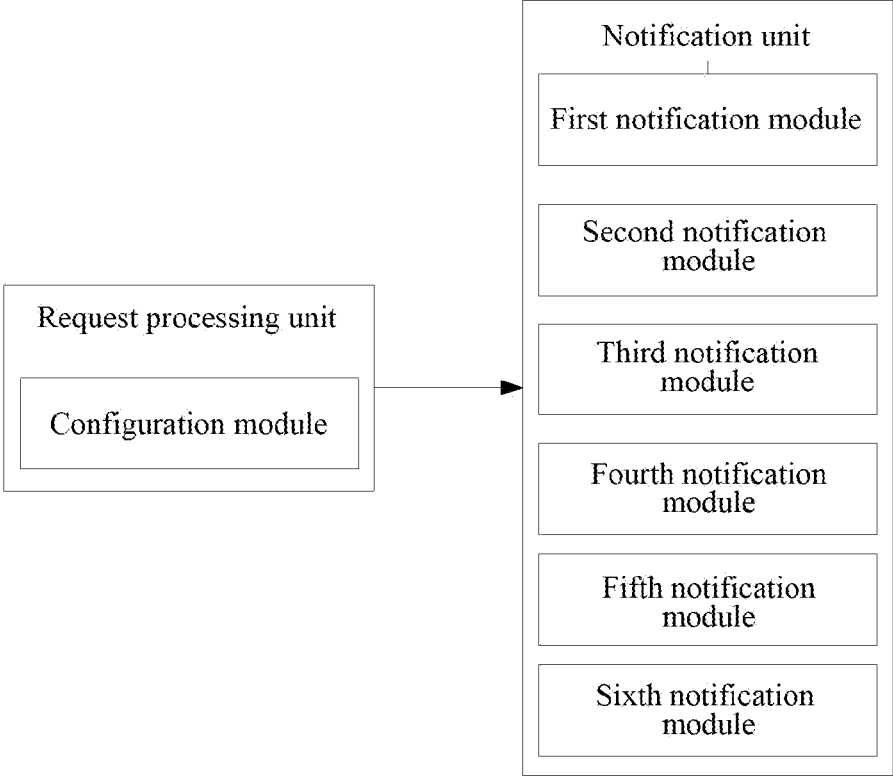 Request processing unit
Configuration module
Notification unit
First notification module
Second notification
module
Third notification
module
Fourth notification
module
Fifth notification
module
Sixth notification
module